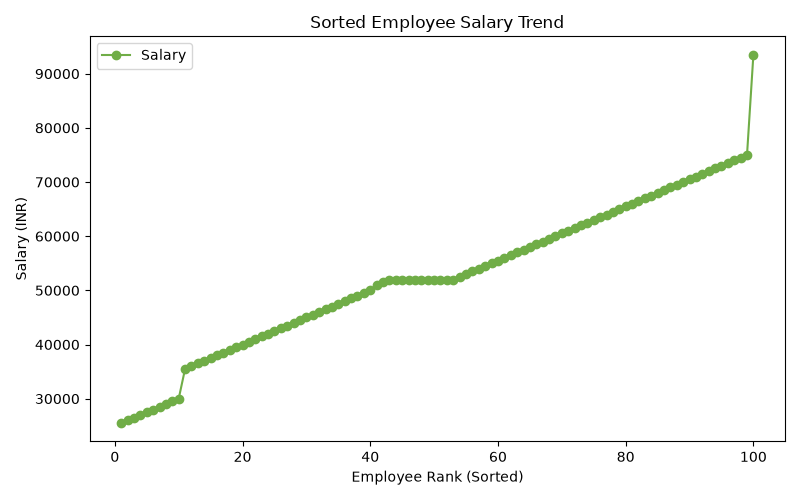 Sorted Employee Salary Trend
Salary
90000
80000
70000
60000
50000
40000
30000
Salary (INR)
0 20 40 60 80 100
Employee Rank (Sorted)